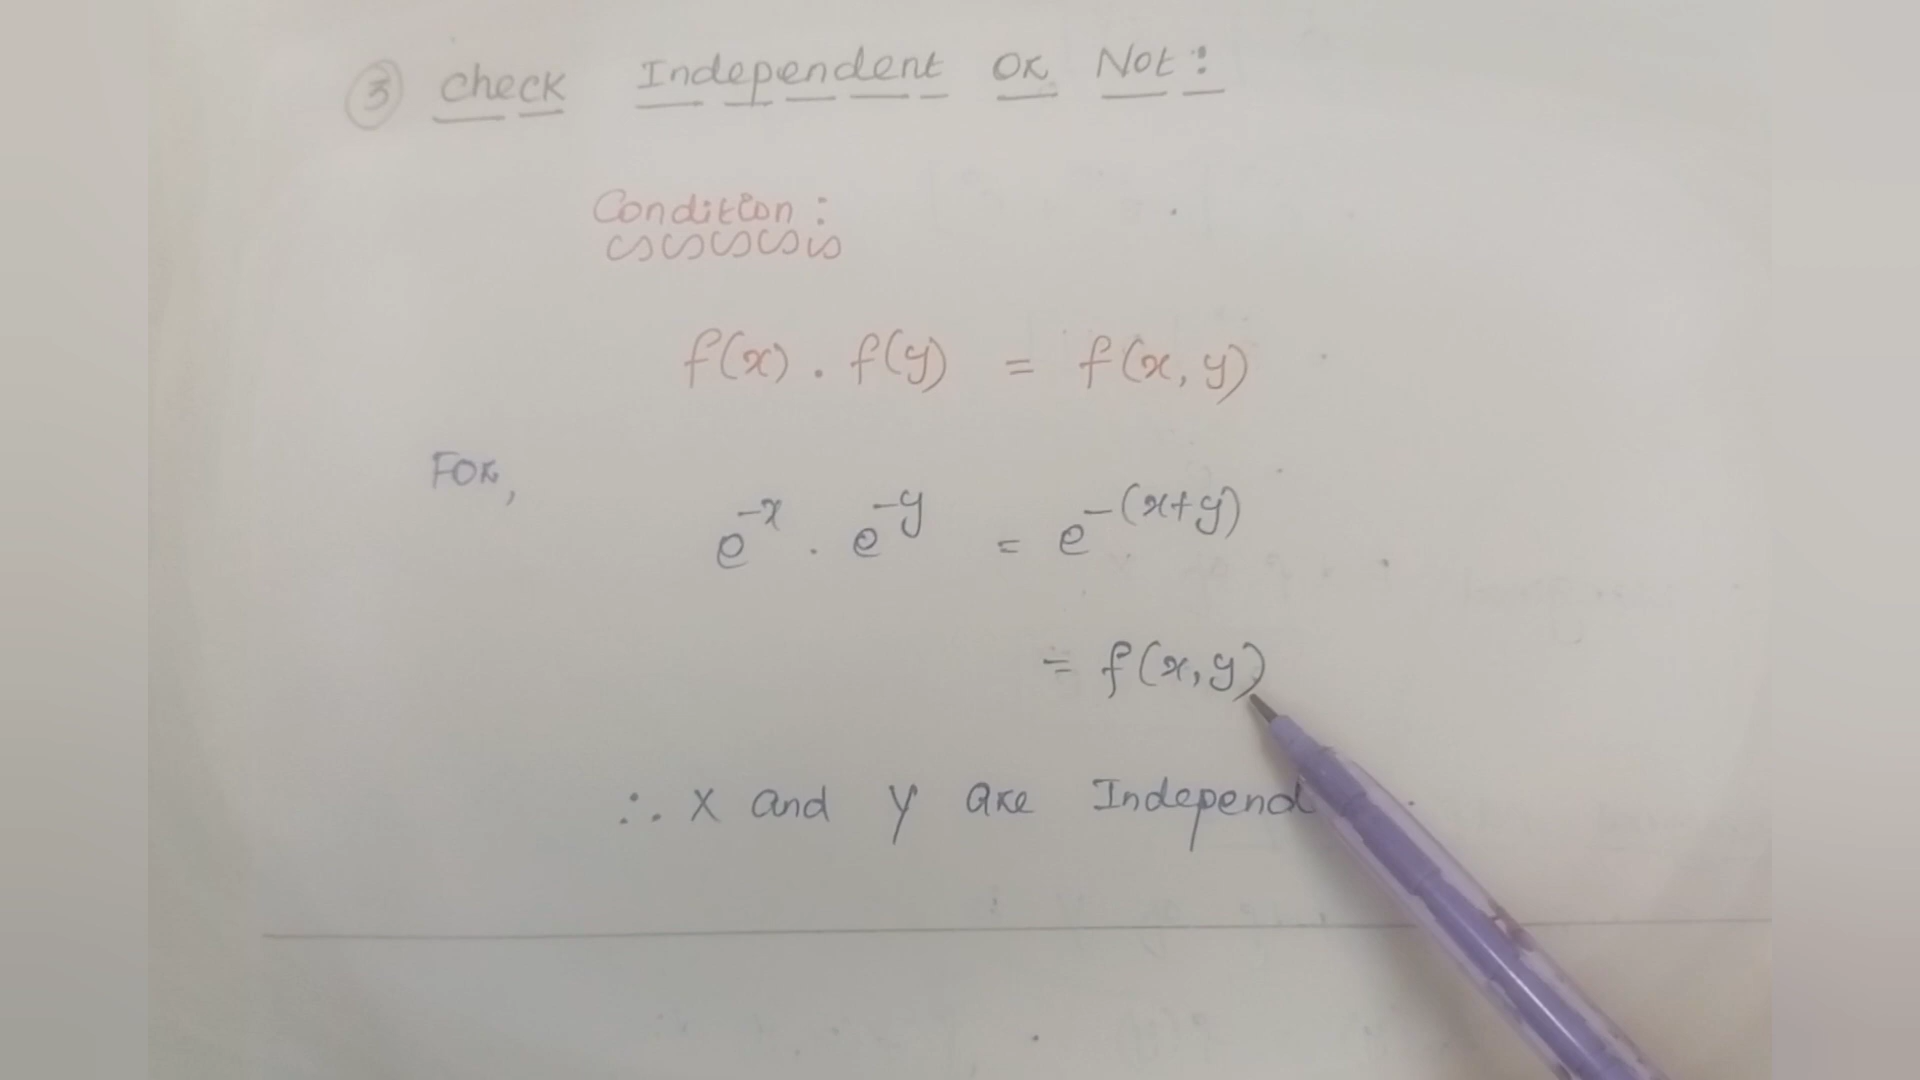 ③ Check Independent or Not:
Condition:
f(x) . f(y) = f(x, y)
For,
e^-x . e^-y = e^-(x+y)
= f(x,y)
∴ X and Y are Independ